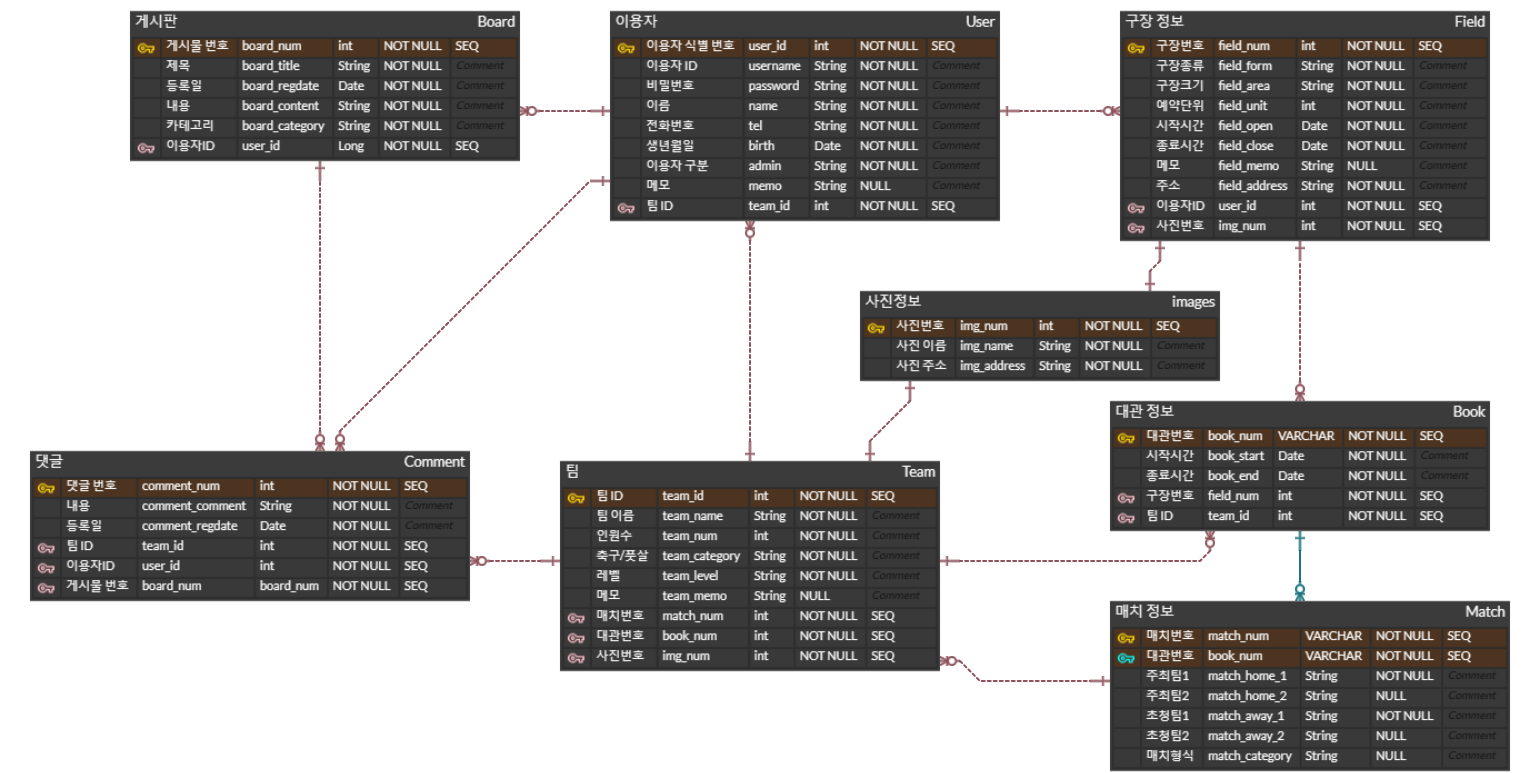 게시판 Board
게시물 번호 board_num int NOT NULL SEQ
제목 board_title String NOT NULL Comment
등록일 board_regdate Date NOT NULL Comment
내용 board_content String NOT NULL Comment
카테고리 board_category String NOT NULL Comment
이용자ID user_id Long NOT NULL SEQ
이용자 User
이용자 식별 번호 user_id int NOT NULL SEQ
이용자 ID username String NOT NULL Comment
비밀번호 password String NOT NULL Comment
이름 name String NOT NULL Comment
전화번호 tel String NOT NULL Comment
생년월일 birth Date NOT NULL Comment
이용자 구분 admin String NOT NULL Comment
메모 memo String NULL Comment
팀 ID team_id int NOT NULL SEQ
구장 정보 Field
구장번호 field_num int NOT NULL SEQ
구장종류 field_form String NOT NULL Comment
구장크기 field_area String NOT NULL Comment
예약단위 field_unit int NOT NULL Comment
시작시간 field_open Date NOT NULL Comment
종료시간 field_close Date NOT NULL Comment
메모 field_memo String NULL Comment
주소 field_address String NOT NULL Comment
이용자ID user_id int NOT NULL SEQ
사진번호 img_num int NOT NULL SEQ
사진정보 images
사진번호 img_num int NOT NULL SEQ
사진 이름 img_name String NOT NULL Comment
사진 주소 img_address String NOT NULL Comment
대관 정보 Book
대관번호 book_num VARCHAR NOT NULL SEQ
시작시간 book_start Date NOT NULL Comment
종료시간 book_end Date NOT NULL Comment
구장번호 field_num int NOT NULL SEQ
팀 ID team_id int NOT NULL SEQ
댓글 Comment
댓글 번호 comment_num int NOT NULL SEQ
내용 comment_comment String NOT NULL Comment
등록일 comment_regdate Date NOT NULL Comment
팀 ID team_id int NOT NULL SEQ
이용자ID user_id int NOT NULL SEQ
게시물 번호 board_num board_num NOT NULL SEQ
팀 Team
팀 ID team_id int NOT NULL SEQ
팀 이름 team_name String NOT NULL Comment
인원수 team_num int NOT NULL Comment
축구/풋살 team_category String NOT NULL Comment
레벨 team_level String NOT NULL Comment
메모 team_memo String NULL Comment
매치번호 match_num int NOT NULL SEQ
대관번호 book_num int NOT NULL SEQ
사진번호 img_num int NOT NULL SEQ
매치 정보 Match
매치번호 match_num VARCHAR NOT NULL SEQ
대관번호 book_num VARCHAR NOT NULL SEQ
주최팀1 match_home_1 String NOT NULL Comment
주최팀2 match_home_2 String NULL Comment
초청팀1 match_away_1 String NOT NULL Comment
초청팀2 match_away_2 String NULL Comment
매치형식 match_category String NULL Comment